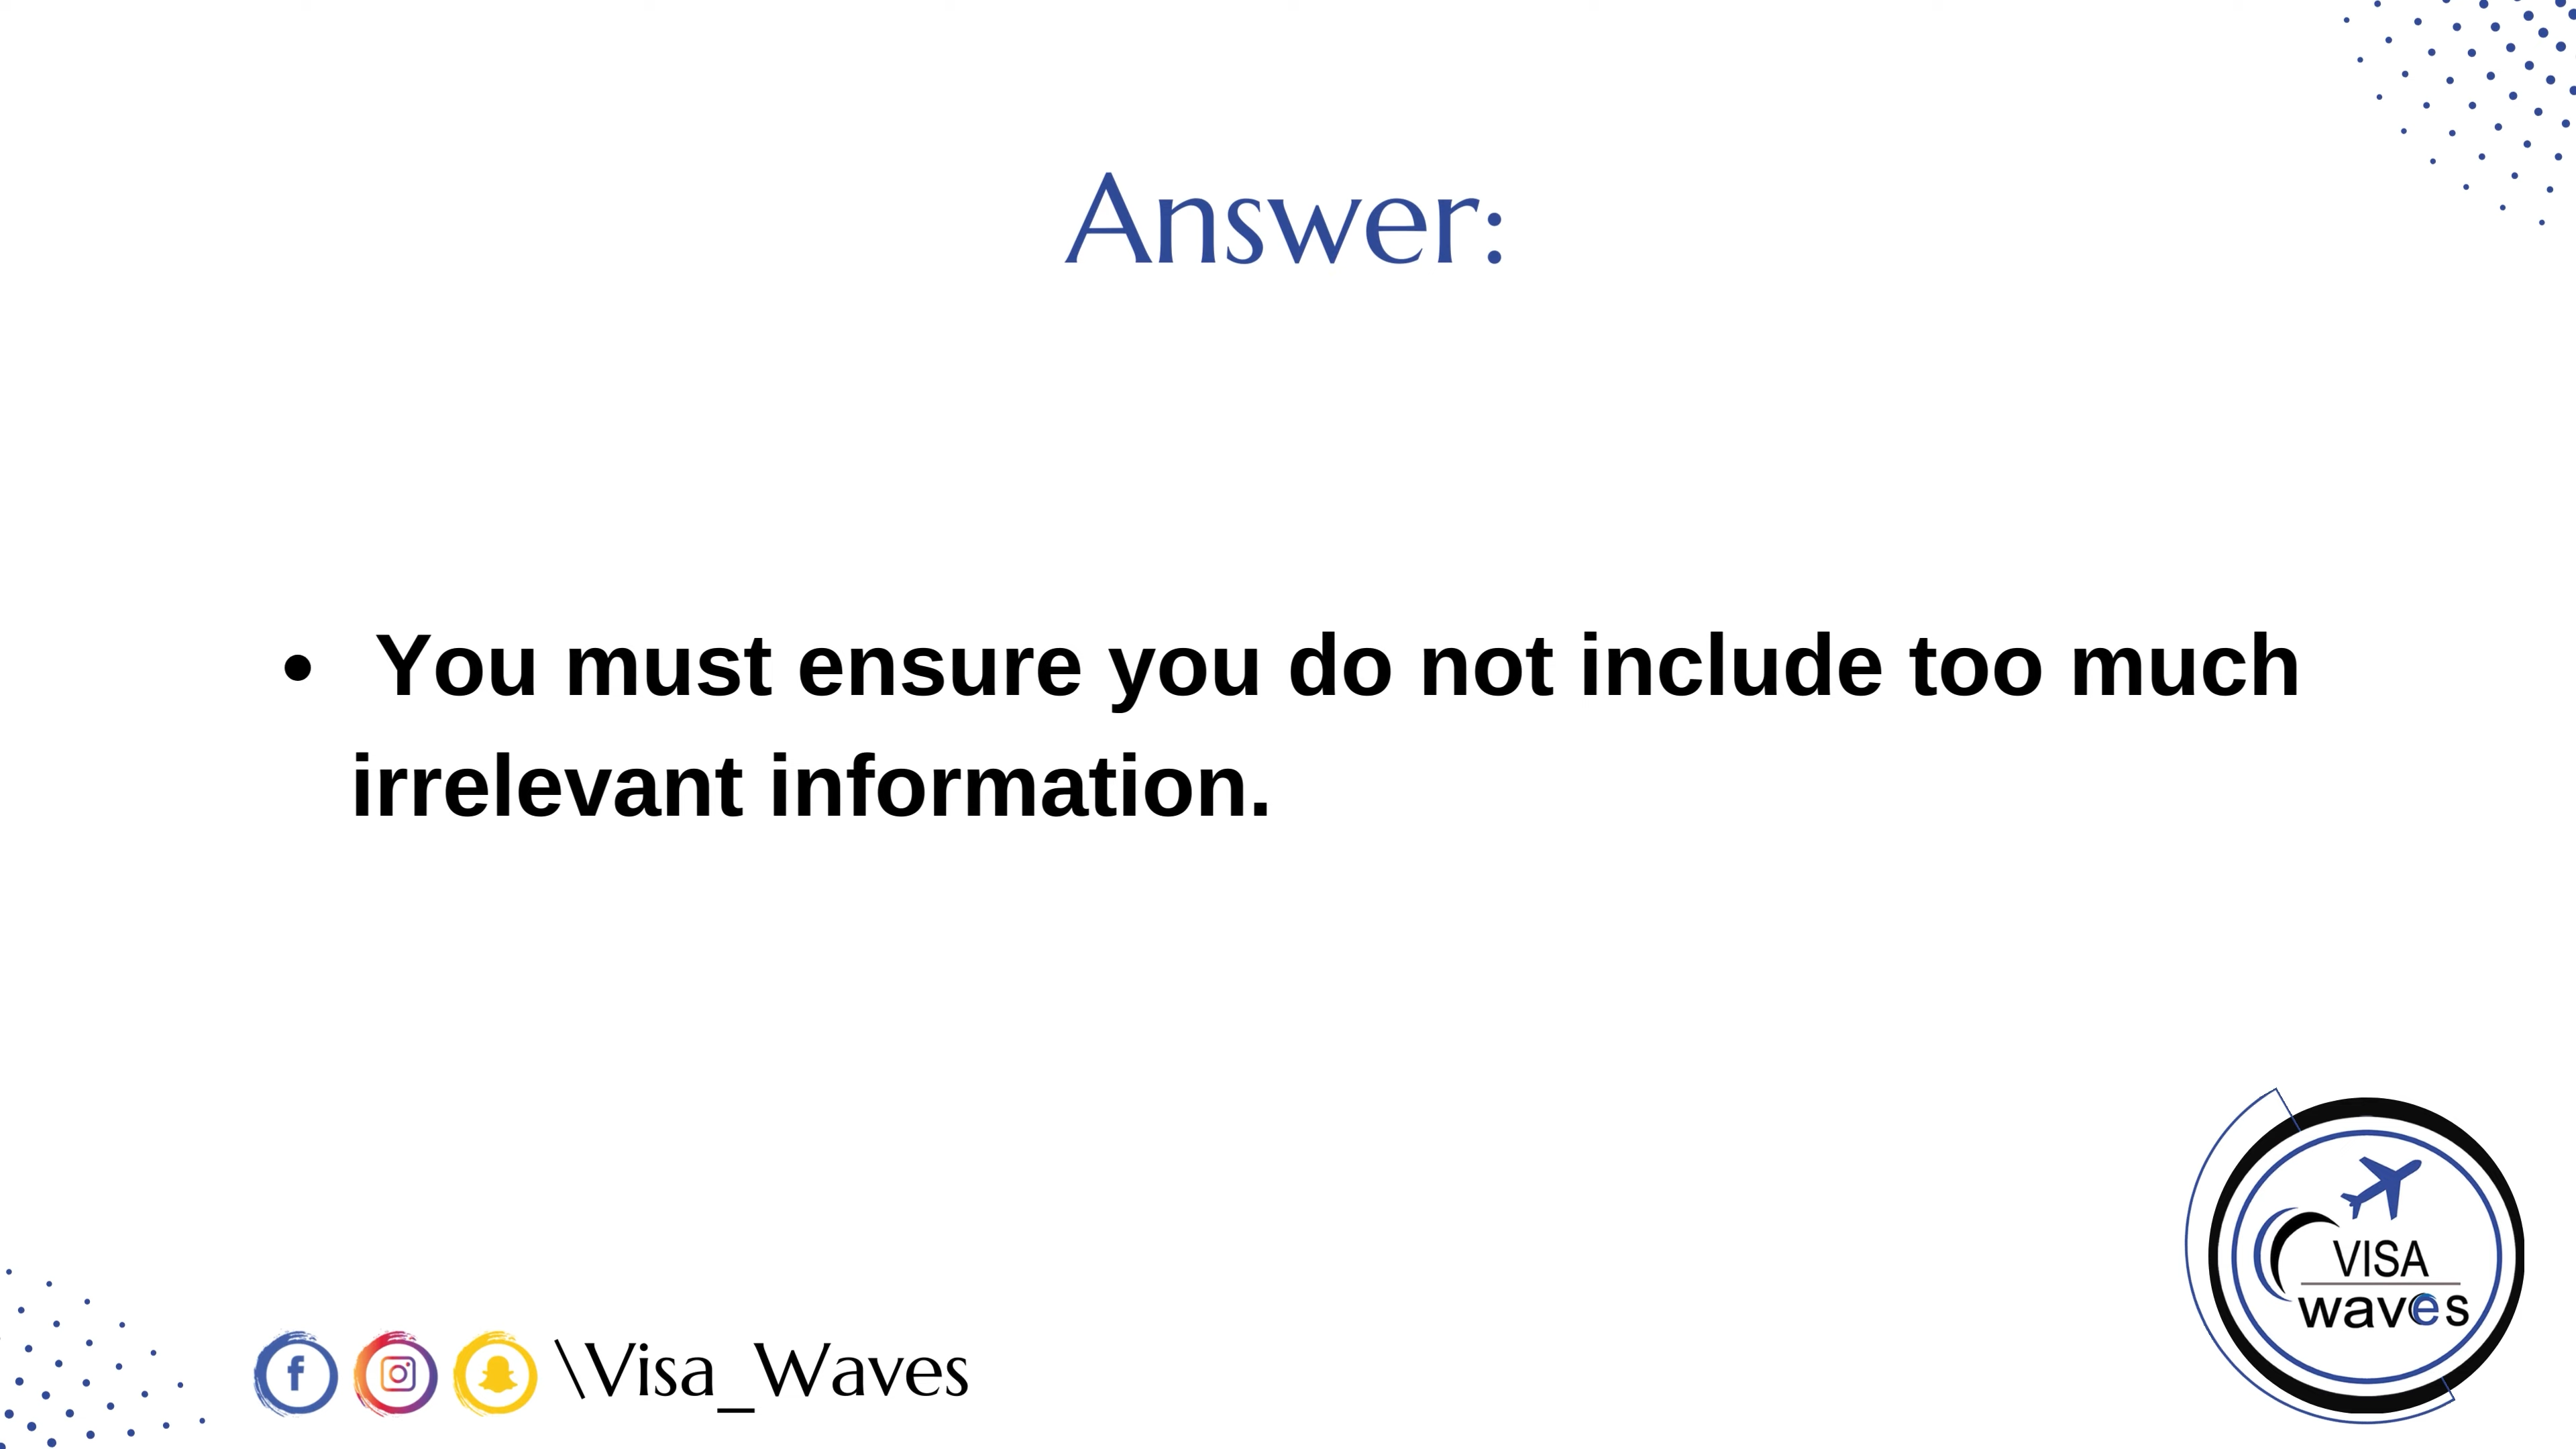 Answer:
• You must ensure you do not include too much
irrelevant information.
VISA
waves
\Visa_Waves